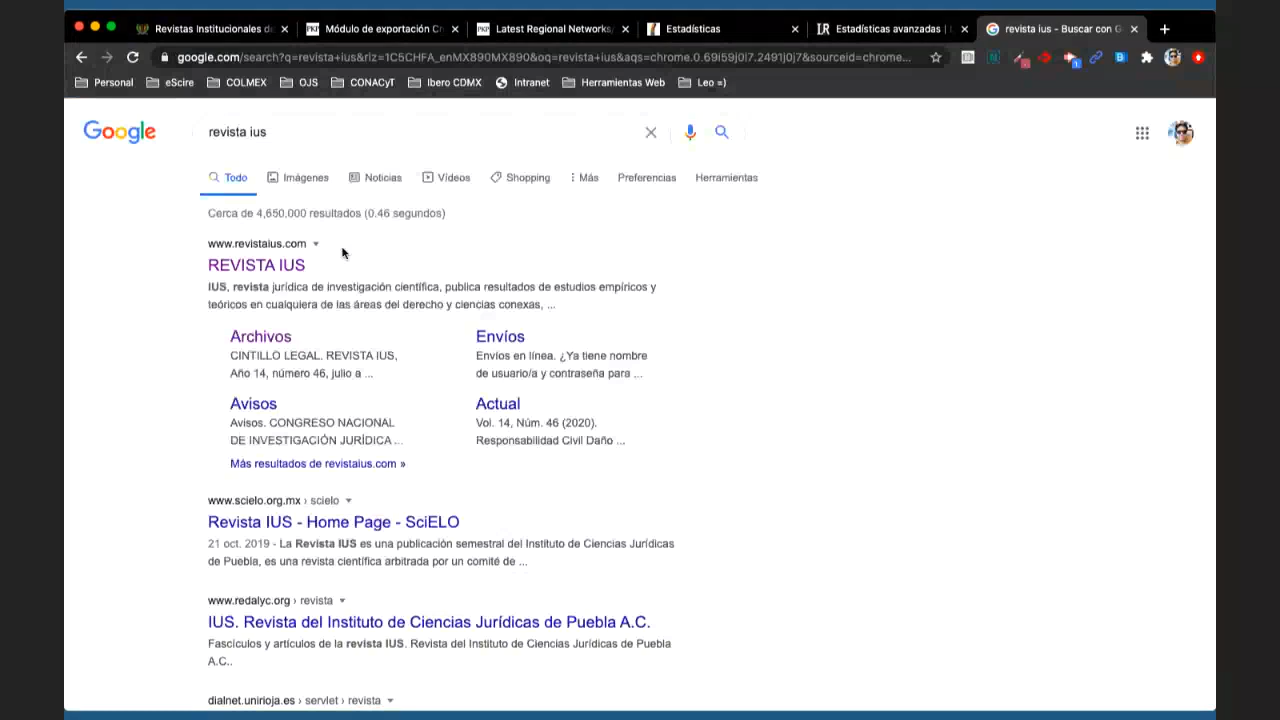 Revistas Institucionales d
Módulo de exportación Cr
Latest Regional Networks,
Estadísticas
Estadísticas avanzadas |
revista ius - Buscar con G
google.com/search?q=revista+ius&rlz=1C5CHFA_enMX890MX890&oq=revista+ius&aqs=chrome.0.69i59j0l7.2491j0j7&sourceid=chrome...
Personal
eScire
COLMEX
OJS
CONACyT
Ibero CDMX
Intranet
Herramientas Web
Leo =)
Google
revista ius
Todo
Imágenes
Noticias
Vídeos
Shopping
Más
Preferencias
Herramientas
Cerca de 4,650,000 resultados (0.46 segundos)
www.revistaius.com
REVISTA IUS
IUS, revista jurídica de investigación científica, publica resultados de estudios empíricos y
teóricos en cualquiera de las áreas del derecho y ciencias conexas, ...
Archivos
CINTILLO LEGAL. REVISTA IUS,
Año 14, número 46, julio a ...
Envíos
Envíos en línea. ¿Ya tiene nombre
de usuario/a y contraseña para ...
Avisos
Avisos. CONGRESO NACIONAL
DE INVESTIGACIÓN JURÍDICA ...
Actual
Vol. 14, Núm. 46 (2020).
Responsabilidad Civil Daño ...
Más resultados de revistaius.com »
www.scielo.org.mx › scielo
Revista IUS - Home Page - SciELO
21 oct. 2019 - La Revista IUS es una publicación semestral del Instituto de Ciencias Jurídicas
de Puebla, es una revista científica arbitrada por un comité de ...
www.redalyc.org › revista
IUS. Revista del Instituto de Ciencias Jurídicas de Puebla A.C.
Fascículos y artículos de la revista IUS. Revista del Instituto de Ciencias Jurídicas de Puebla
A.C..
dialnet.unirioja.es › servlet › revista